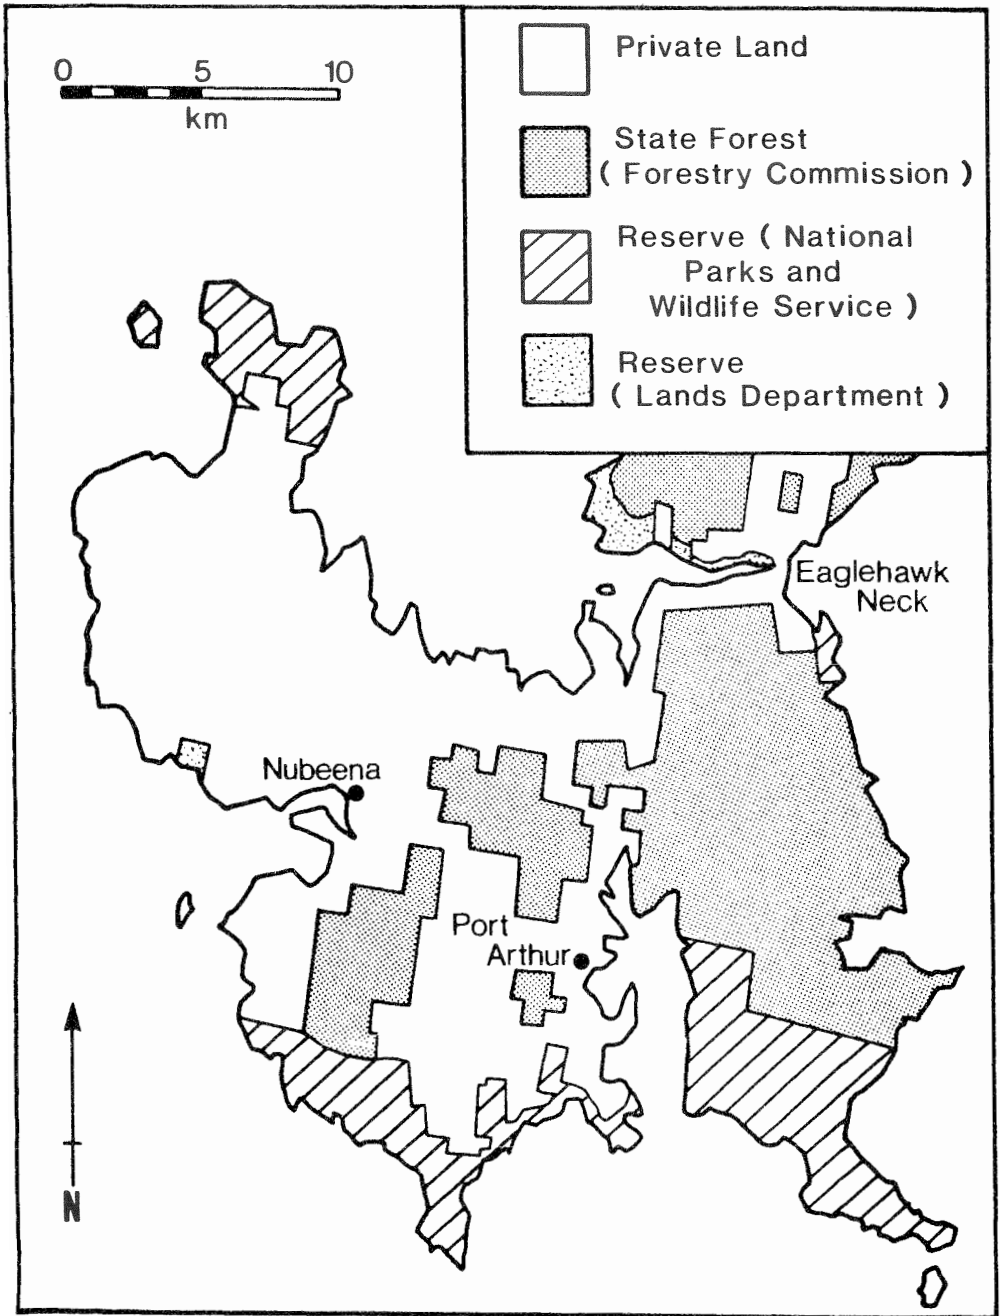 0 5 10
km
Private Land
State Forest
( Forestry Commission )
Reserve ( National
Parks and
Wildlife Service )
Reserve
( Lands Department )
Eaglehawk
Neck
Nubeena
Port
Arthur
N